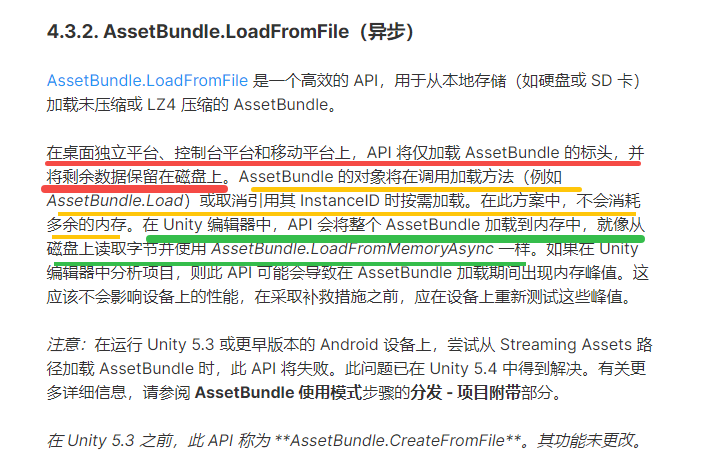 4.3.2. AssetBundle.LoadFromFile（异步）
AssetBundle.LoadFromFile 是一个高效的 API，用于从本地存储（如硬盘或 SD 卡）
加载未压缩或 LZ4 压缩的 AssetBundle。
在桌面独立平台、控制台平台和移动平台上，API 将仅加载 AssetBundle 的标头，并
将剩余数据保留在磁盘上。AssetBundle 的对象将在调用加载方法（例如
AssetBundle.Load）或取消引用其 InstanceID 时按需加载。在此方案中，不会消耗
多余的内存。在 Unity 编辑器中，API 会将整个 AssetBundle 加载到内存中，就像从
磁盘上读取字节并使用 AssetBundle.LoadFromMemoryAsync 一样。如果在 Unity
编辑器中分析项目，则此 API 可能会导致在 AssetBundle 加载期间出现内存峰值。这
应该不会影响设备上的性能，在采取补救措施之前，应在设备上重新测试这些峰值。
注意：在运行 Unity 5.3 或更早版本的 Android 设备上，尝试从 Streaming Assets 路
径加载 AssetBundle 时，此 API 将失败。此问题已在 Unity 5.4 中得到解决。有关更
多详细信息，请参阅 AssetBundle 使用模式步骤的分发 - 项目附带部分。
在 Unity 5.3 之前，此 API 称为 **AssetBundle.CreateFromFile**。其功能未更改。